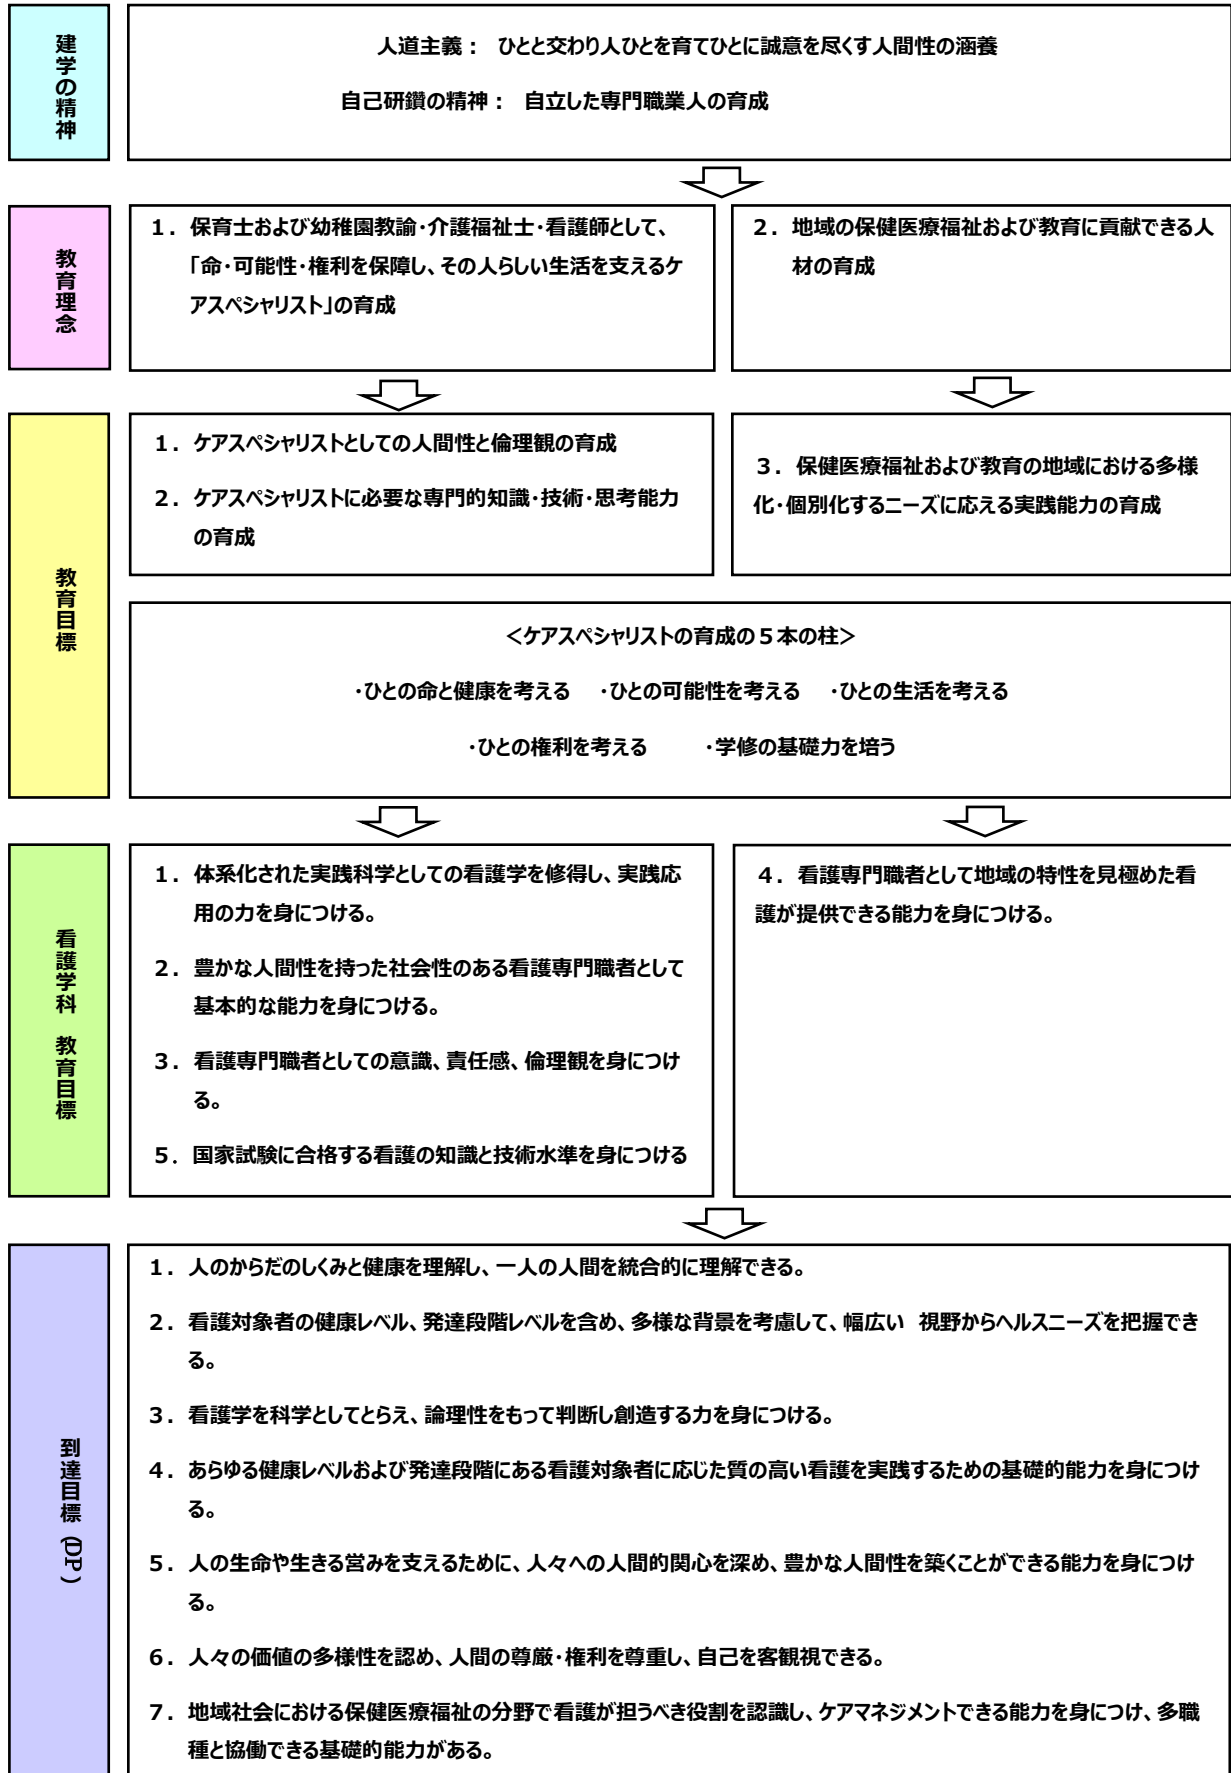 建学の精神
人道主義： ひとと交わり人ひとを育てひとに誠意を尽くす人間性の涵養
自己研鑽の精神： 自立した専門職業人の育成
教育理念
１．保育士および幼稚園教諭・介護福祉士・看護師として、
「命・可能性・権利を保障し、その人らしい生活を支えるケ
アスペシャリスト」の育成
２．地域の保健医療福祉および教育に貢献できる人
材の育成
教育目標
１．ケアスペシャリストとしての人間性と倫理観の育成
２．ケアスペシャリストに必要な専門的知識・技術・思考能力
の育成
３．保健医療福祉および教育の地域における多様
化・個別化するニーズに応える実践能力の育成
＜ケアスペシャリストの育成の５本の柱＞
・ひとの命と健康を考える ・ひとの可能性を考える ・ひとの生活を考える
・ひとの権利を考える ・学修の基礎力を培う
看護学科 教育目標
１．体系化された実践科学としての看護学を修得し、実践応
用の力を身につける。
２．豊かな人間性を持った社会性のある看護専門職者として
基本的な能力を身につける。
３．看護専門職者としての意識、責任感、倫理観を身につけ
る。
５．国家試験に合格する看護の知識と技術水準を身につける
４．看護専門職者として地域の特性を見極めた看
護が提供できる能力を身につける。
到達目標（DP）
１．人のからだのしくみと健康を理解し、一人の人間を統合的に理解できる。
２．看護対象者の健康レベル、発達段階レベルを含め、多様な背景を考慮して、幅広い 視野からヘルスニーズを把握でき
る。
３．看護学を科学としてとらえ、論理性をもって判断し創造する力を身につける。
４．あらゆる健康レベルおよび発達段階にある看護対象者に応じた質の高い看護を実践するための基礎的能力を身につけ
る。
５．人の生命や生きる営みを支えるために、人々への人間的関心を深め、豊かな人間性を築くことができる能力を身につけ
る。
６．人々の価値の多様性を認め、人間の尊厳・権利を尊重し、自己を客観視できる。
７．地域社会における保健医療福祉の分野で看護が担うべき役割を認識し、ケアマネジメントできる能力を身につけ、多職
種と協働できる基礎的能力がある。